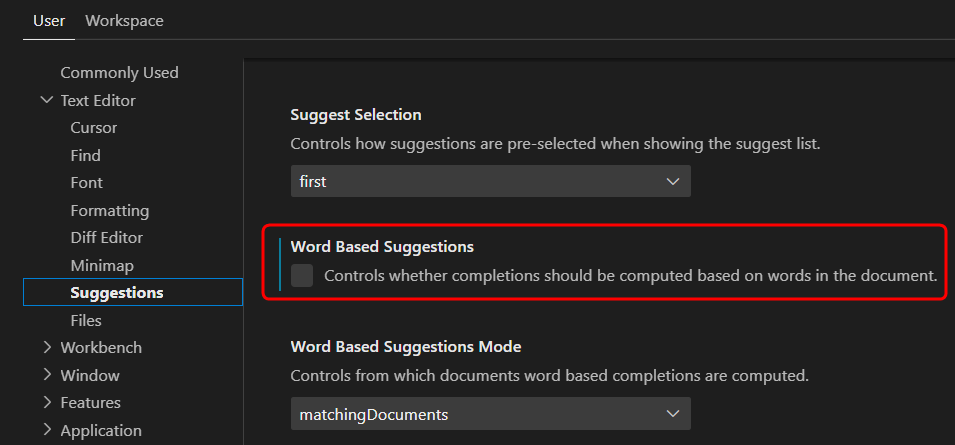 User Workspace
Commonly Used
Text Editor
Cursor
Find
Font
Formatting
Diff Editor
Minimap
Suggestions
Files
Workbench
Window
Features
Application
Suggest Selection
Controls how suggestions are pre-selected when showing the suggest list.
first
Word Based Suggestions
Controls whether completions should be computed based on words in the document.
Word Based Suggestions Mode
Controls from which documents word based completions are computed.
matchingDocuments